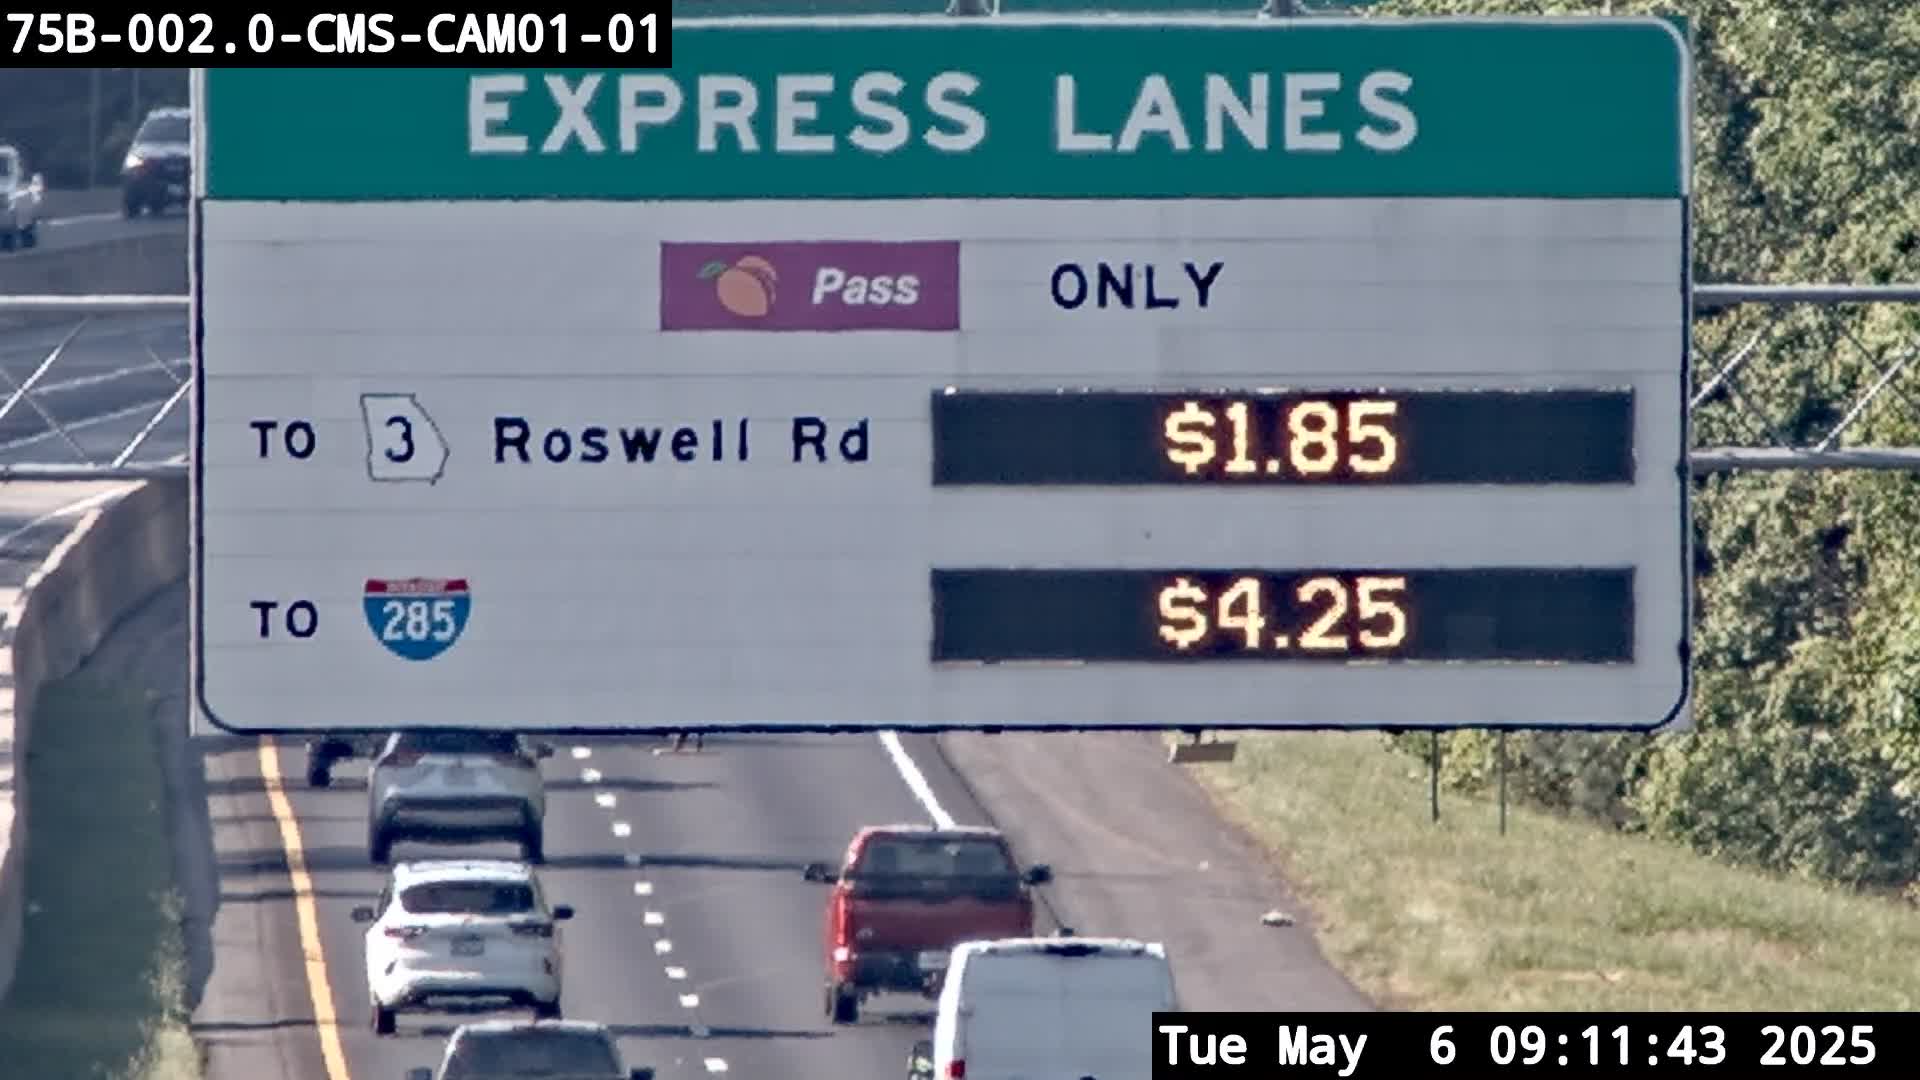 75B-002.0-CMS-CAM01-01
EXPRESS LANES
Pass ONLY
TO 3 Roswell Rd $1.85
TO 285 $4.25
Tue May 6 09:11:43 2025